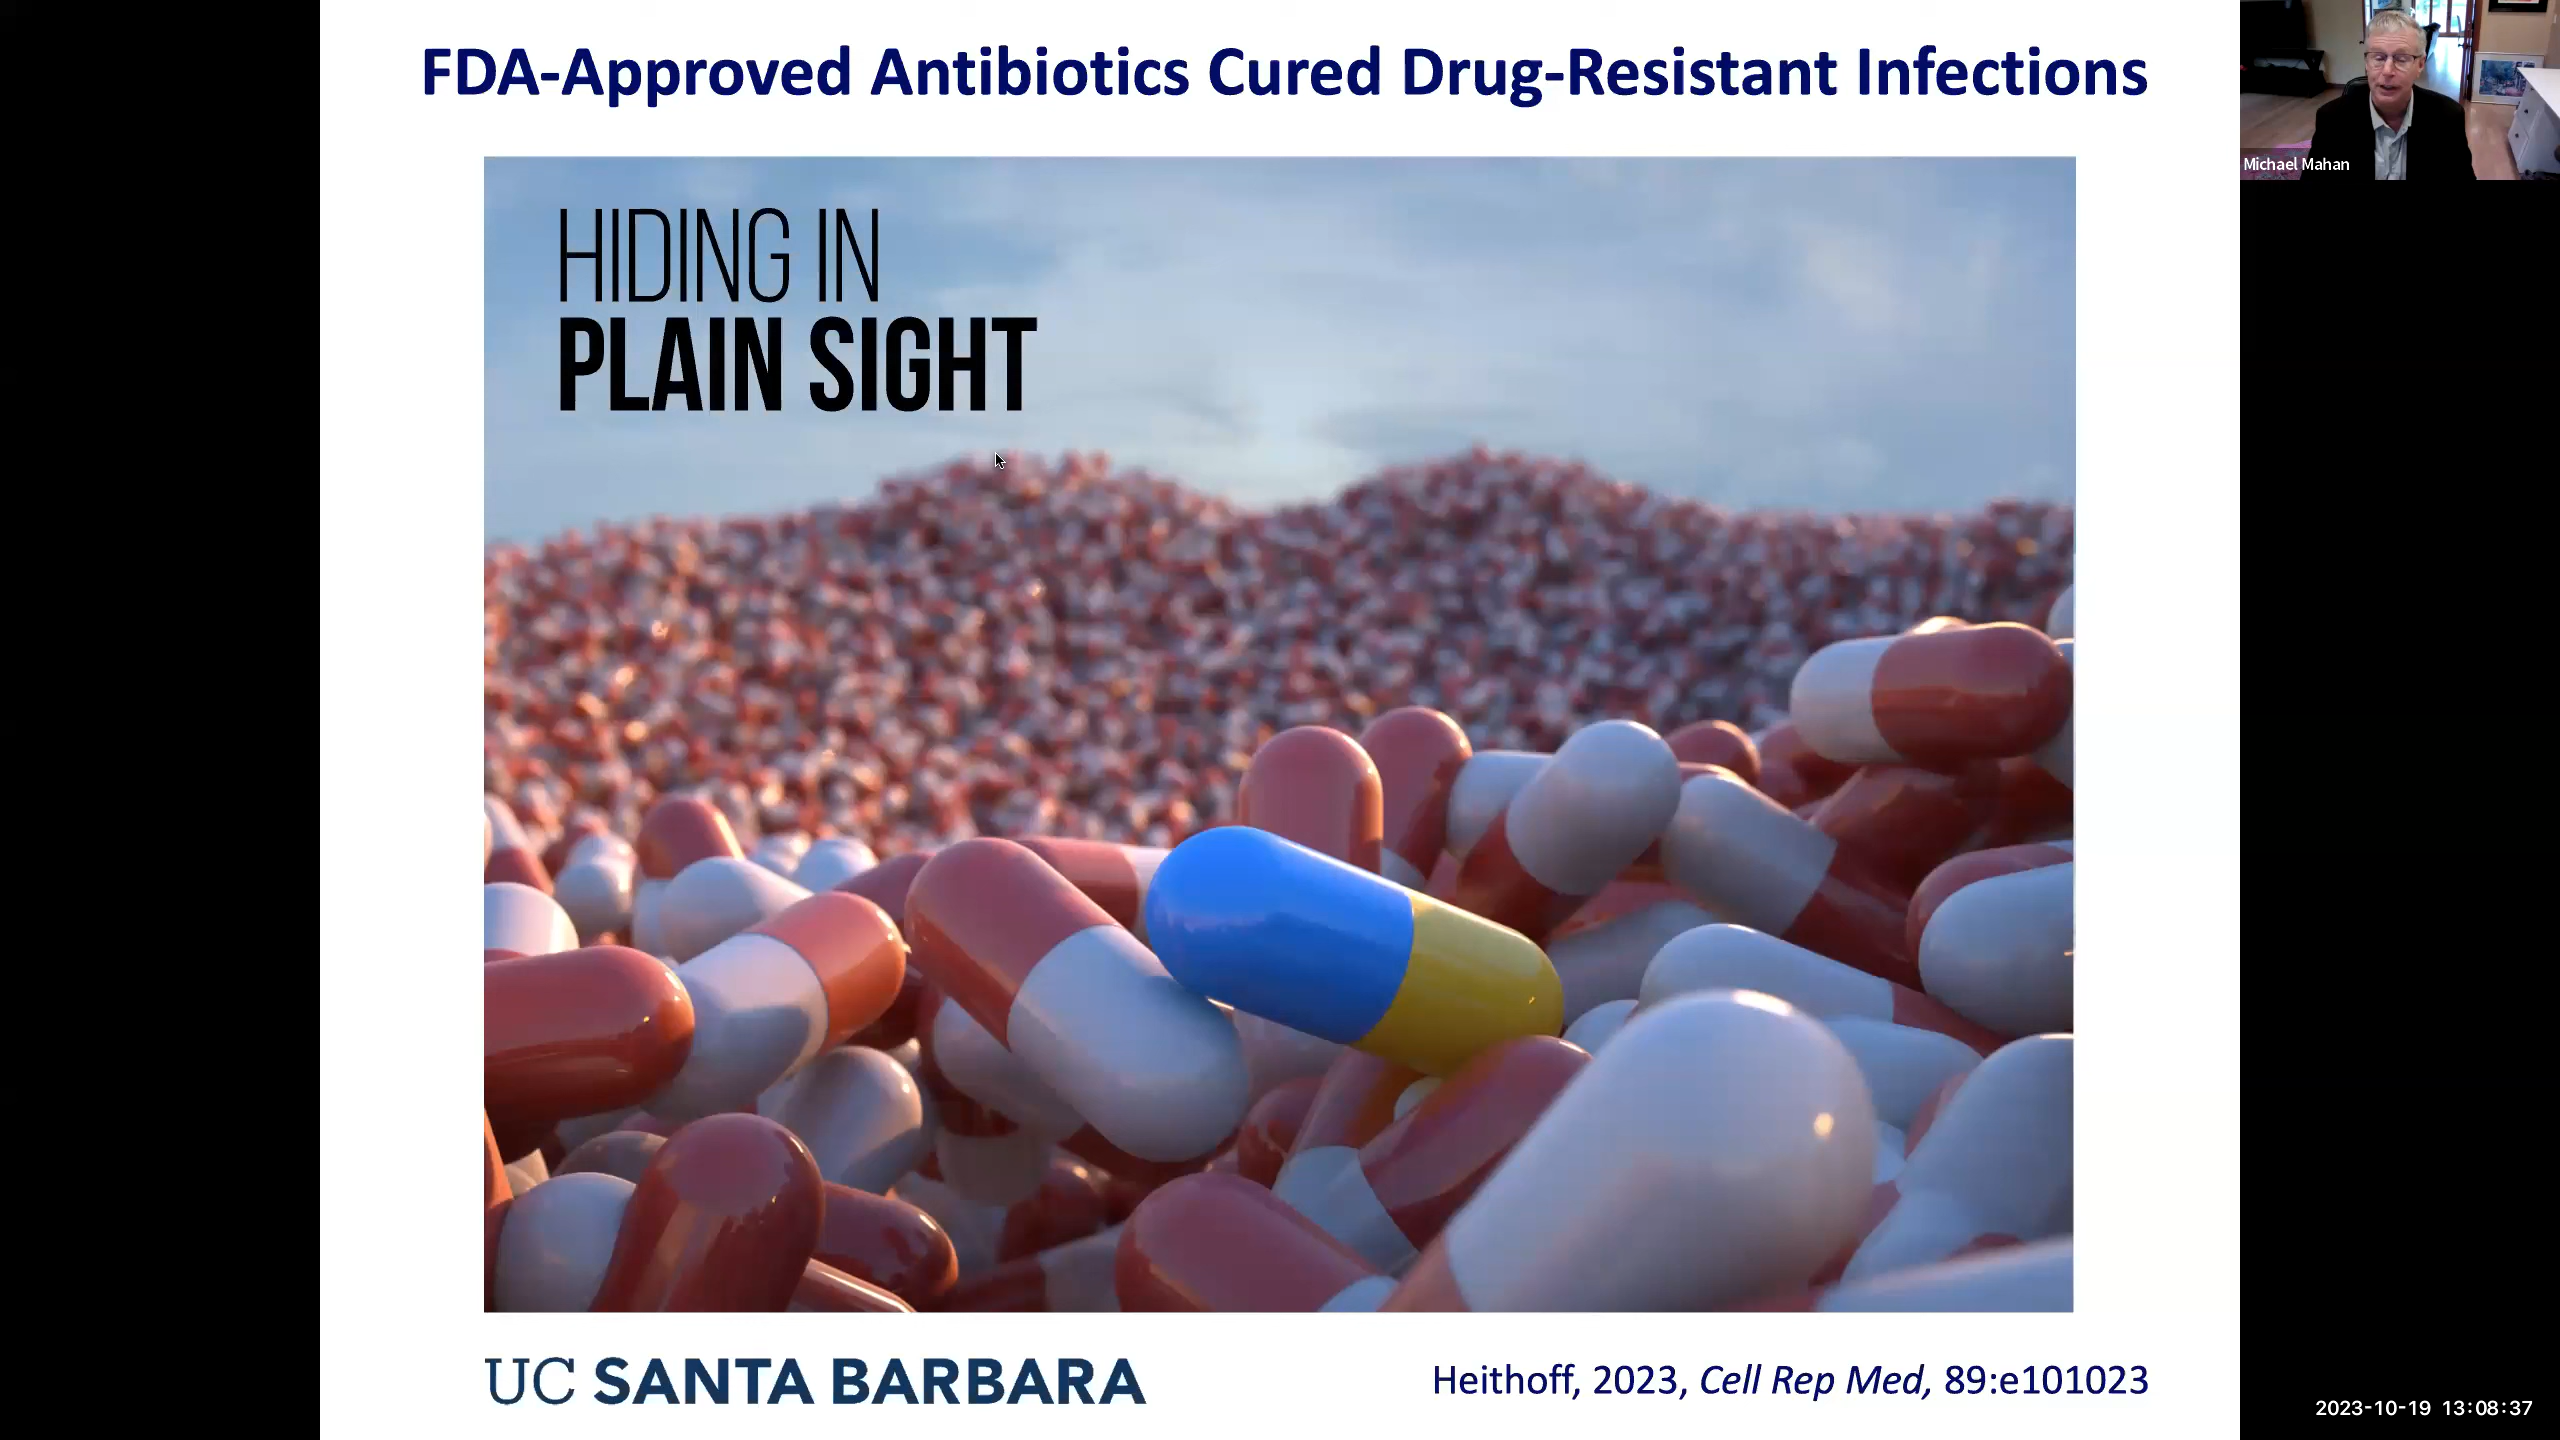 FDA-Approved Antibiotics Cured Drug-Resistant Infections
Michael Mahan
HIDING IN
PLAIN SIGHT
UC SANTA BARBARA
Heithoff, 2023, Cell Rep Med, 89:e101023
2023-10-19 13:08:37